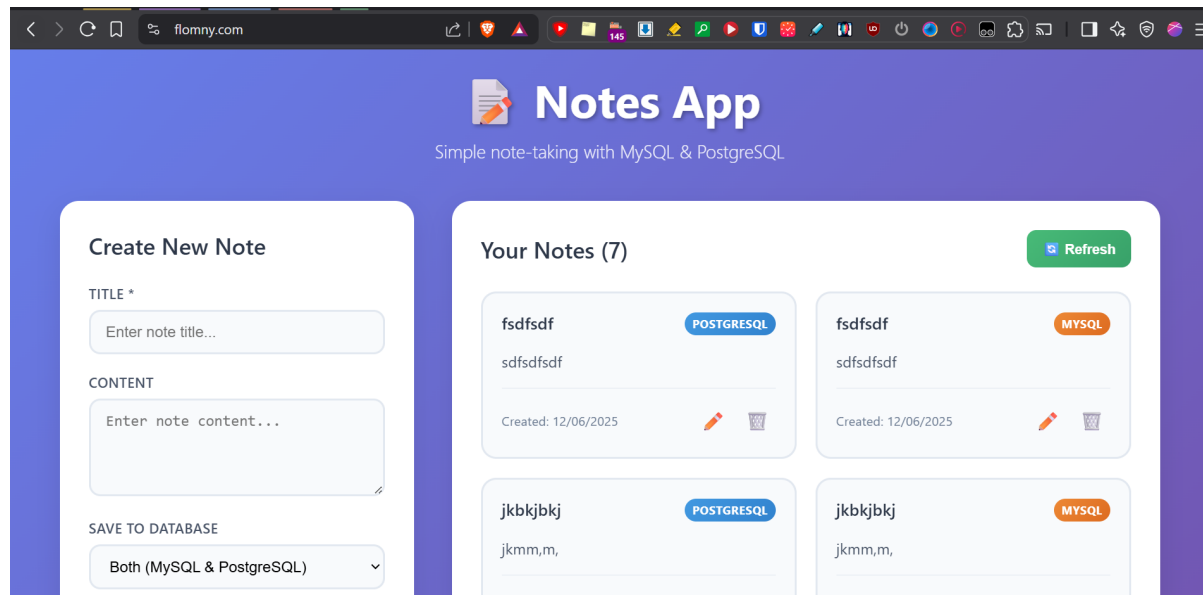 flomny.com
145
Notes App
Simple note-taking with MySQL & PostgreSQL
Create New Note
TITLE *
Enter note title...
CONTENT
Enter note content...
SAVE TO DATABASE
Both (MySQL & PostgreSQL)
Your Notes (7)
Refresh
fsdfsdf
POSTGRESQL
sdfsdfsdf
Created: 12/06/2025
fsdfsdf
MYSQL
sdfsdfsdf
Created: 12/06/2025
jkbkjbkj
POSTGRESQL
jkmm,m,
jkbkjbkj
MYSQL
jkmm,m,